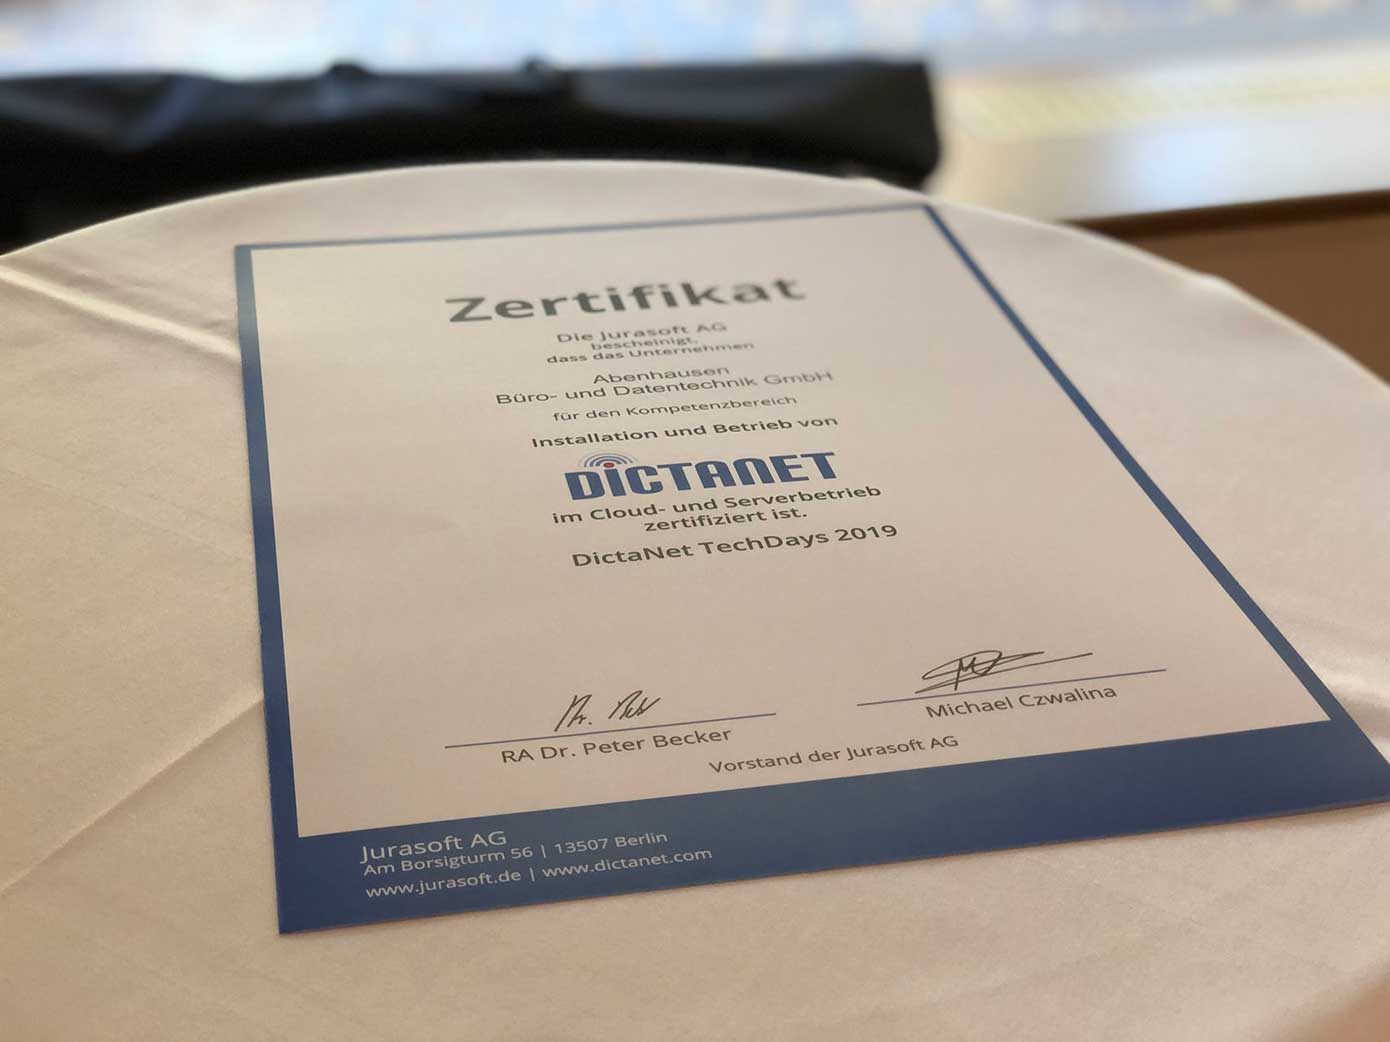 Zertifikat
Die Jurasoft AG
bescheinigt,
dass das Unternehmen
Abenhausen
Büro- und Datentechnik GmbH
für den Kompetenzbereich
Installation und Betrieb von
DiCTANET
im Cloud- und Serverbetrieb
zertifiziert ist.
DictaNet TechDays 2019
RA Dr. Peter Becker
Michael Czwalina
Vorstand der Jurasoft AG
Jurasoft AG
Am Borsigturm 56 | 13507 Berlin
www.jurasoft.de | www.dictanet.com